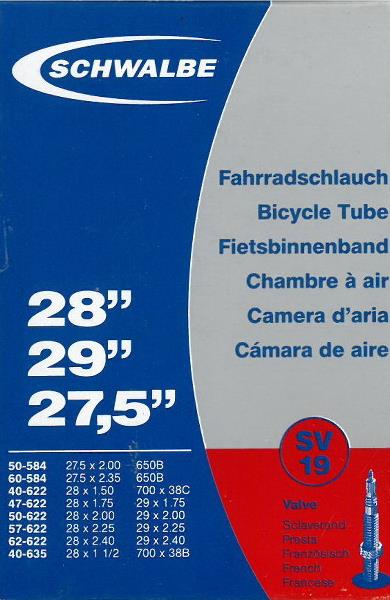 SCHWALBE
Fahrradschlauch
Bicycle Tube
Fietsbinnenband
Chambre à air
Camera d'aria
Cámara de aire
28"
29"
27,5"
50-584 27.5 x 2.00 650B
60-584 27.5 x 2.35 650B
40-622 28 x 1.50 700 x 38C
47-622 28 x 1.75 29 x 1.75
50-622 28 x 2.00 29 x 2.00
57-622 28 x 2.25 29 x 2.25
62-622 28 x 2.40 29 x 2.40
40-635 28 x 1 1/2 700 x 38B
SV
19
Valve
Sclaverand
Presta
Französisch
French
Francese